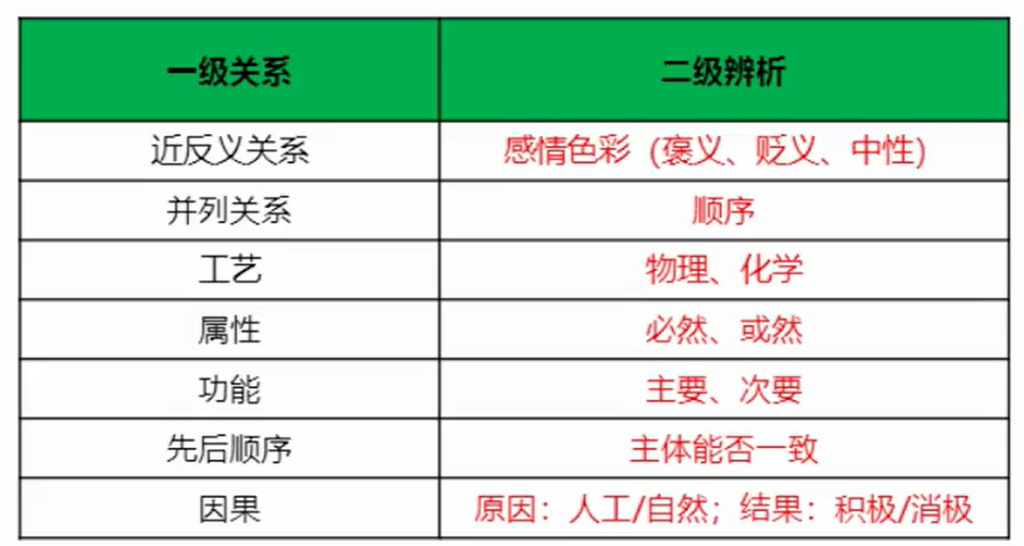 一级关系 二级辨析
近反义关系 感情色彩（褒义、贬义、中性）
并列关系 顺序
工艺 物理、化学
属性 必然、或然
功能 主要、次要
先后顺序 主体能否一致
因果 原因：人工/自然；结果：积极/消极